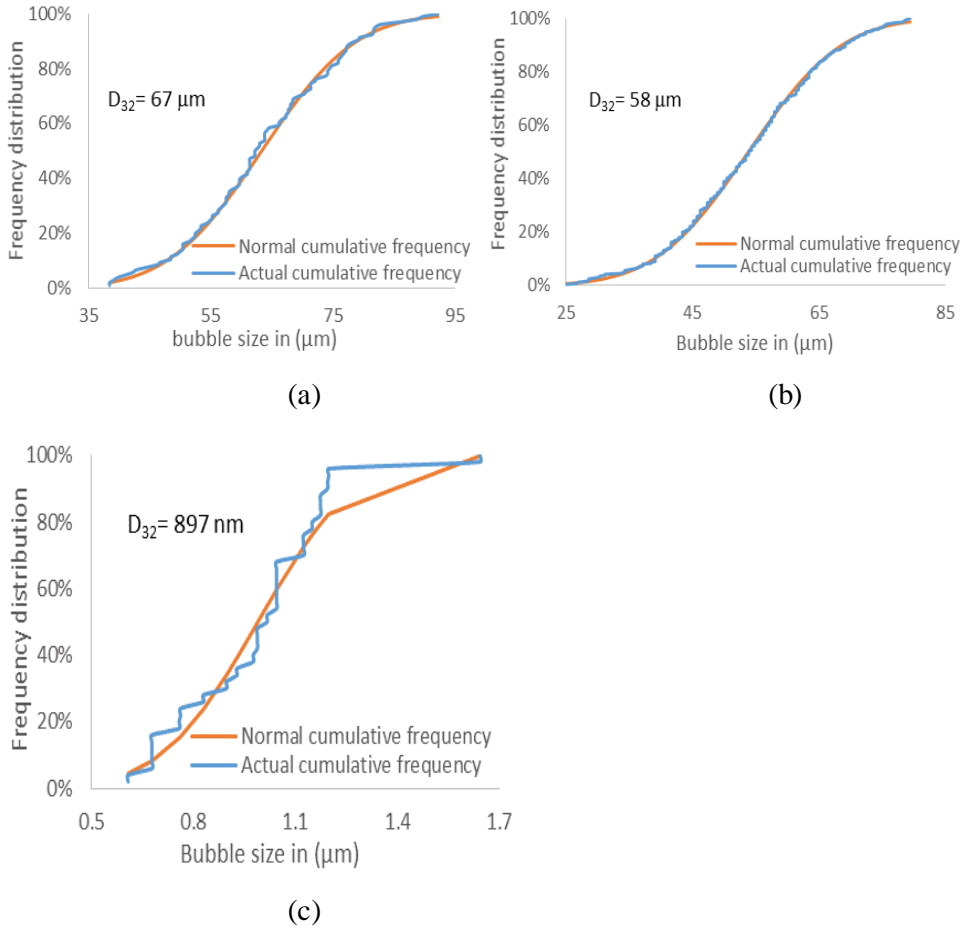 Frequency distribution
100%
80%
60%
40%
20%
0%
D32= 67 µm
Normal cumulative frequency
Actual cumulative frequency
35 55 75 95
bubble size in (µm)
(a)
Frequency distribution
100%
80%
60%
40%
20%
0%
D32= 58 µm
Normal cumulative frequency
Actual cumulative frequency
25 45 65 85
Bubble size in (µm)
(b)
Frequency distribution
100%
80%
60%
40%
20%
0%
D32= 897 nm
Normal cumulative frequency
Actual cumulative frequency
0.5 0.8 1.1 1.4 1.7
Bubble size in (µm)
(c)